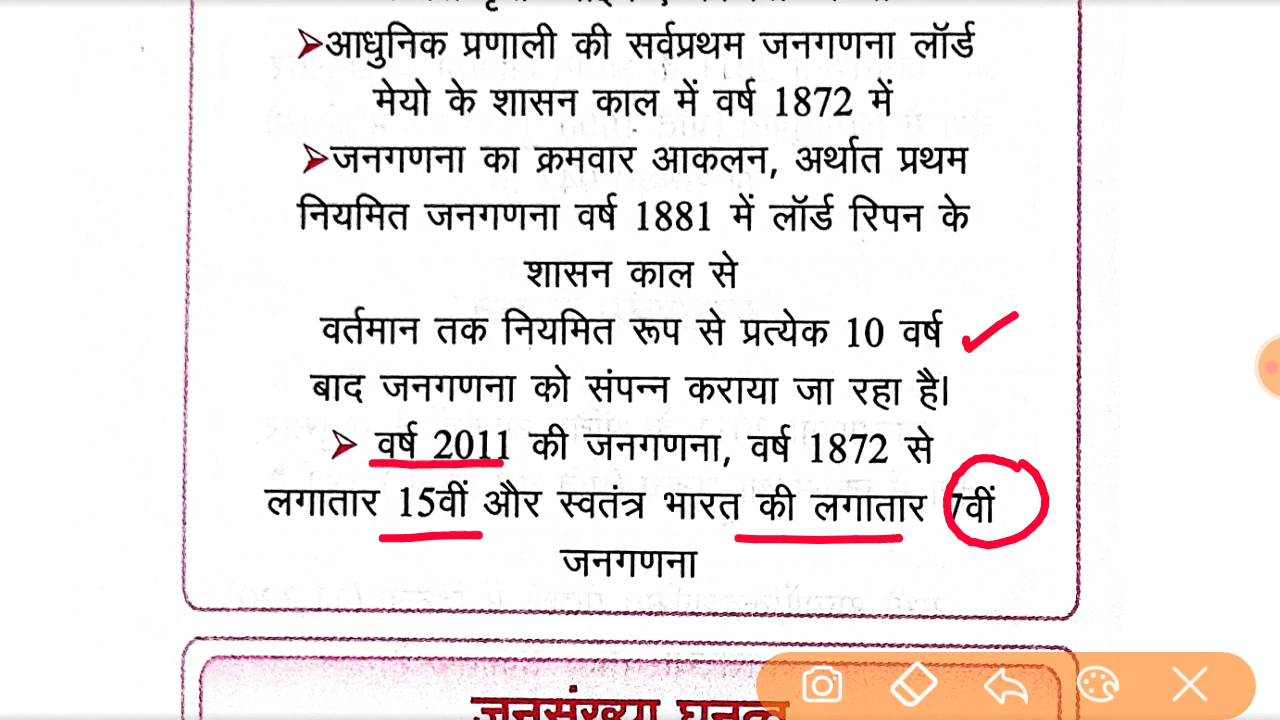 ➤आधुनिक प्रणाली की सर्वप्रथम जनगणना लॉर्ड
मेयो के शासन काल में वर्ष 1872 में
➤जनगणना का क्रमवार आकलन, अर्थात प्रथम
नियमित जनगणना वर्ष 1881 में लॉर्ड रिपन के
शासन काल से
वर्तमान तक नियमित रूप से प्रत्येक 10 वर्ष
बाद जनगणना को संपन्न कराया जा रहा है।
➤ वर्ष 2011 की जनगणना, वर्ष 1872 से
लगातार 15वीं और स्वतंत्र भारत की लगातार 7वीं
जनगणना
जनसंख्या घनत्व